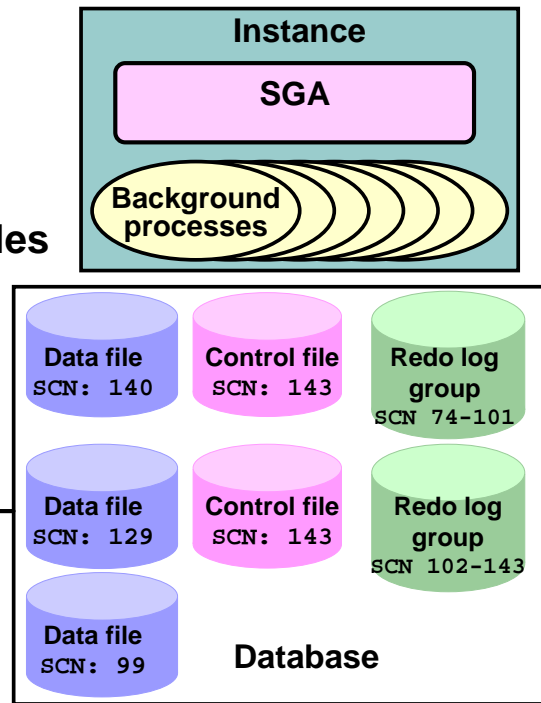 Instance
SGA
Background
processes
les
Data file
SCN: 140
Control file
SCN: 143
Redo log
group
SCN 74-101
Data file
SCN: 129
Control file
SCN: 143
Redo log
group
SCN 102-143
Data file
SCN: 99
Database